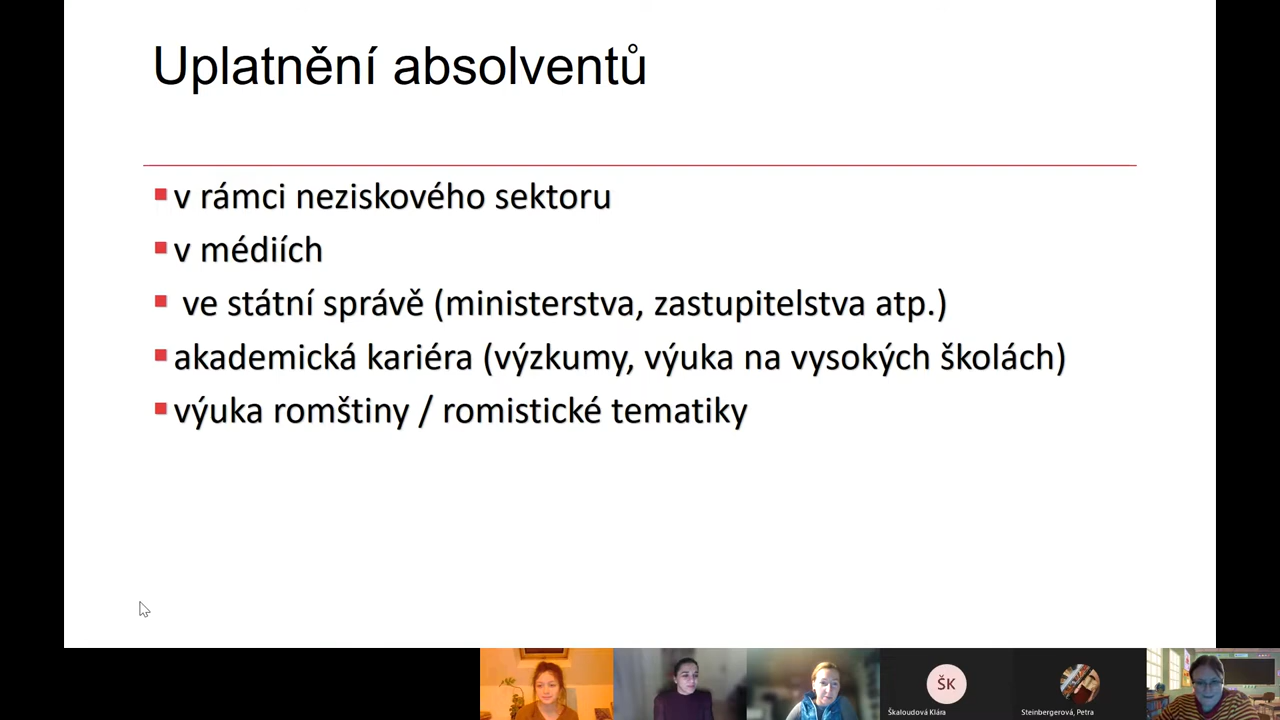 Uplatnění absolventů
v rámci neziskového sektoru
v médiích
ve státní správě (ministerstva, zastupitelstva atp.)
akademická kariéra (výzkumy, výuka na vysokých školách)
výuka romštiny / romistické tematiky
ŠK
Škaloudová Klára
Steinbergerová, Petra